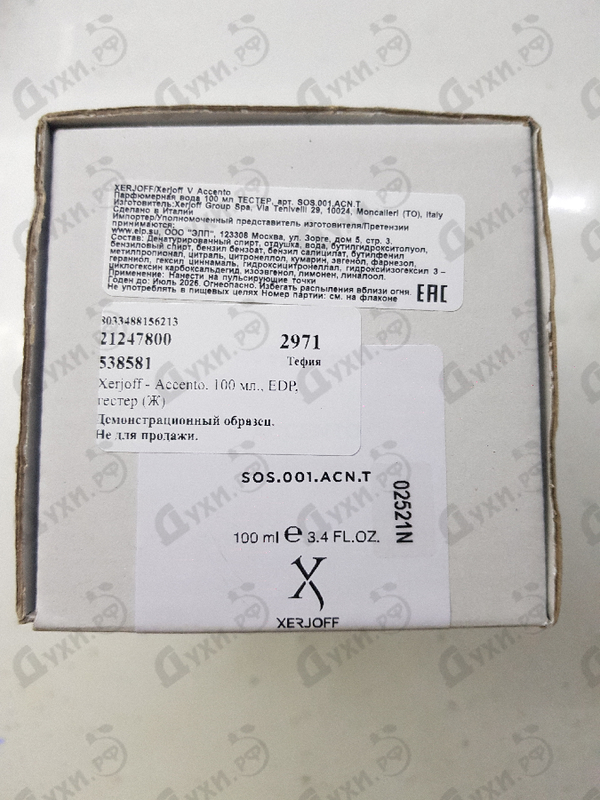 XERJOFF/Xerjoff V Accento
Парфюмерная вода 100 мл ТЕСТЕР, арт. SOS.001.ACN.T
Изготовитель:Xerjoff Group Spa. Via Tenivelli 29, 10024, Moncalieri (TO), Italy
Сделано в Италии
Импортер/Уполномоченный представитель изготовителя/Претензии
принимаются:
www.elp.su, ООО "ЭЛП", 123308 Москва, ул. Зорге, дом 5, стр. 3.
Состав: Денатурированный спирт, отдушка, вода, бутилгидрокситолуол,
бензиловый спирт, бензил бензоат, бензил салицилат, бутилфенил
метилпропионал, цитраль, цитронеллол, кумарин, эвгенол, фарнезол,
гераниол, гексил циннамаль, гидроксицитронеллал, гидроксиизогексил 3 –
циклогексин карбоксальдегид, изоэвгенол, лимонен, линалоол.
Применение: Нанести на пульсирующие точки
Годен до: Июль 2026. Огнеопасно. Избегать распыления вблизи огня.
Не употреблять в пищевых целях Номер партии: см. на флаконе
EAC
3033488156213
21247800 2971
538581 Тефия
Xerjoff - Accento. 100 мл., EDP,
тестер (Ж)
Демонстрационный образец.
Не для продажи.
SOS.001.ACN.T
02521N
100 ml e 3.4 FL.OZ.
X
XERJOFF